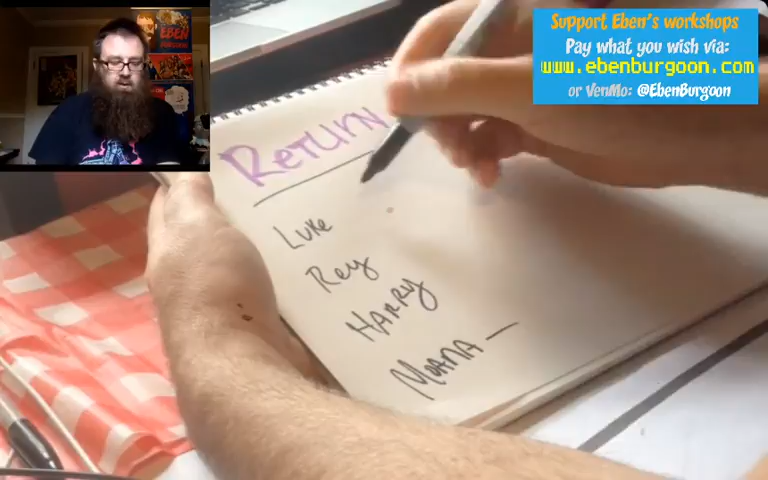 EBEN
BURGOON
Support Eben's workshops
Pay what you wish via:
www.ebenburgoon.com
or VenMo: @EbenBurgoon
RETURN
Luke
Rey
HARRY
MOANA —